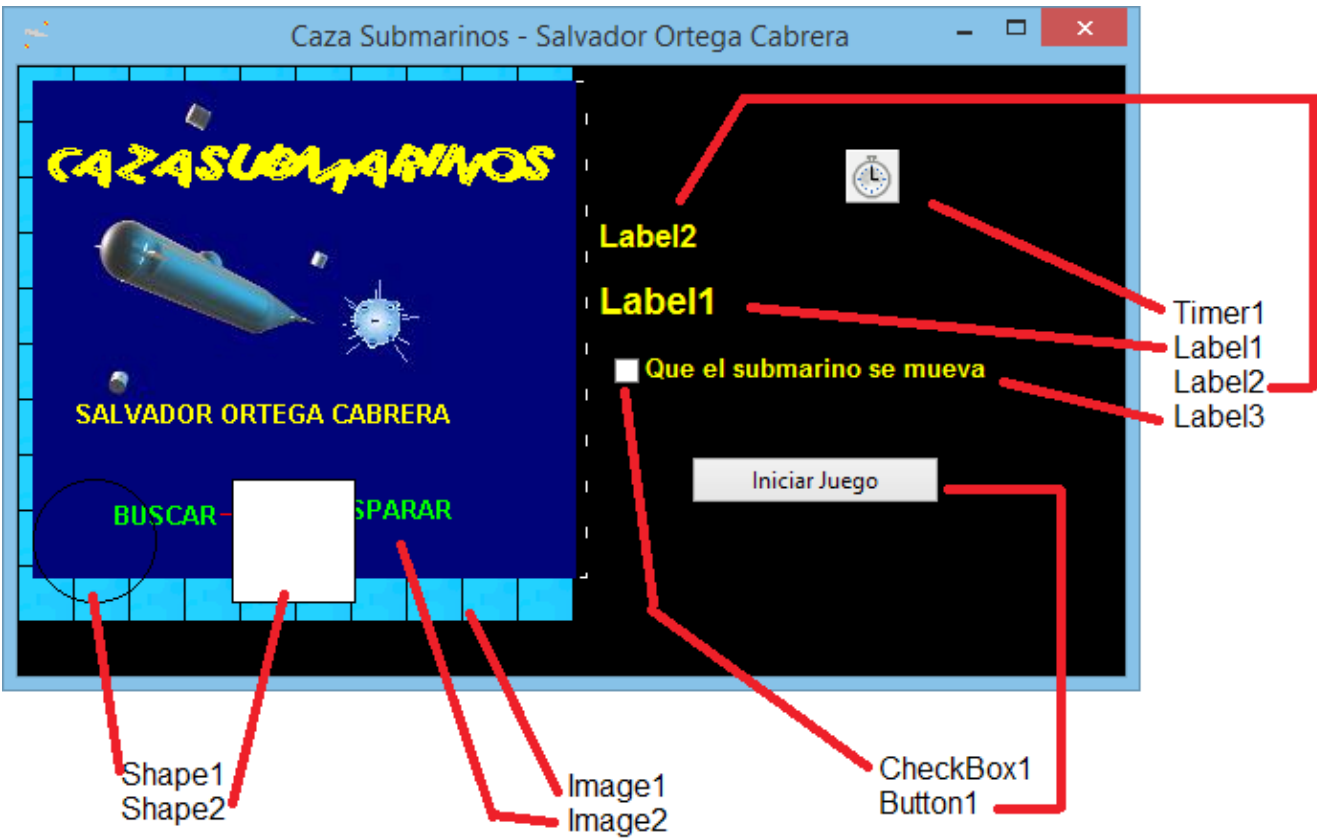 Caza Submarinos - Salvador Ortega Cabrera
CAZASUBMARINOS
Label2
Label1
Timer1
Label1
Que el submarino se mueva
Label2
SALVADOR ORTEGA CABRERA
Label3
Iniciar Juego
BUSCAR
SPARAR
Shape1
Shape2
Image1
Image2
CheckBox1
Button1